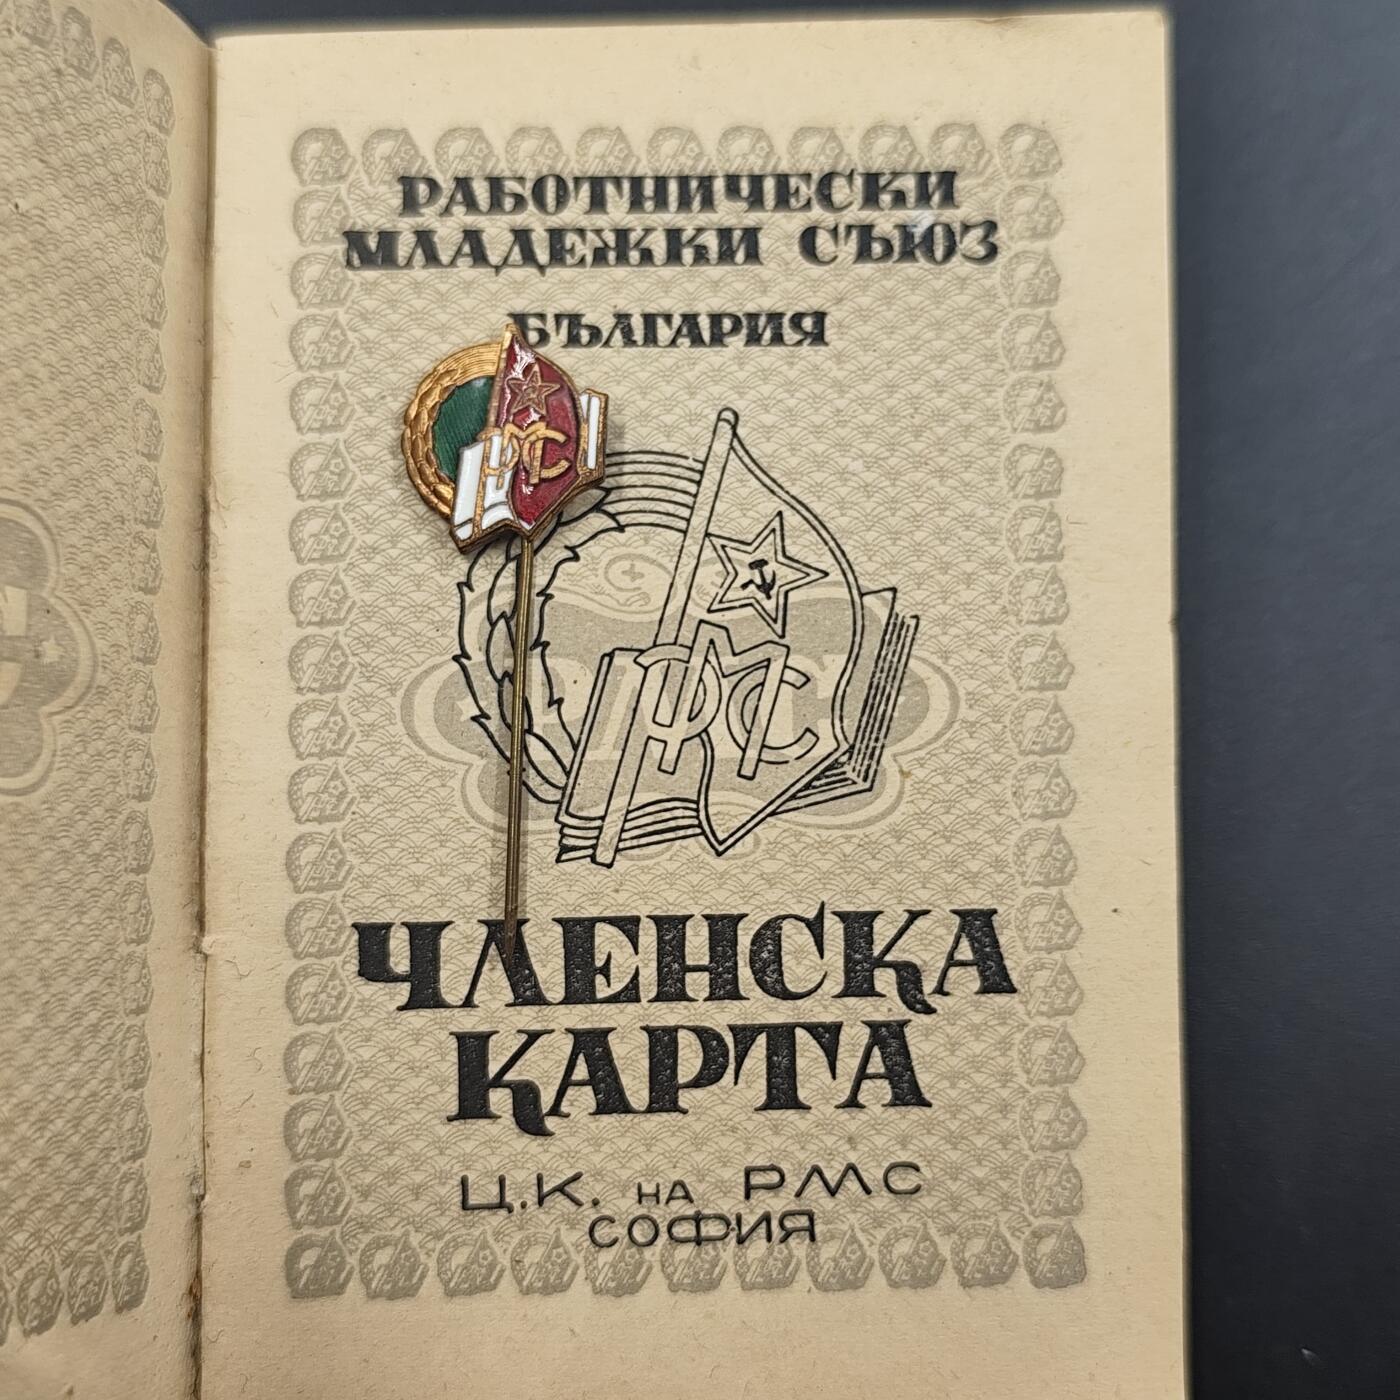 РАБОТНИЧЕСКИ
МЛАДЕЖКИ СЪЮЗ
БЪЛГАРИЯ
РМС
РМС
ЧЛЕНСКА
КАРТА
Ц.К. НА РМС
СОФИЯ